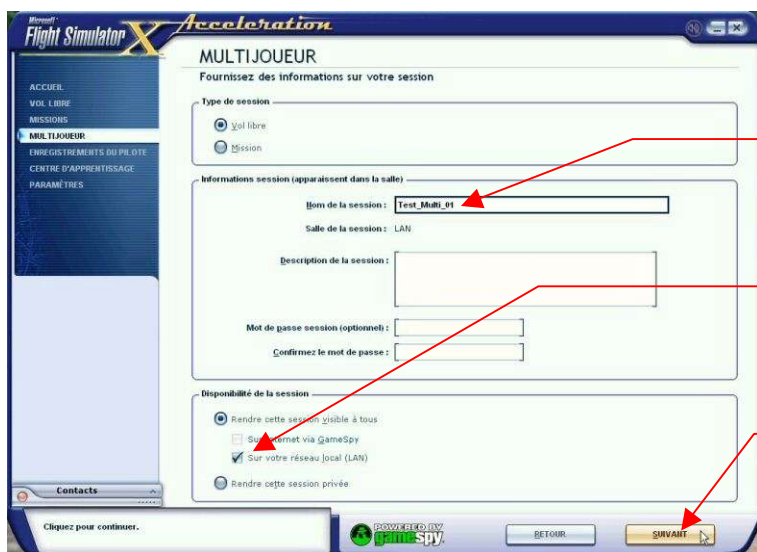 Microsoft
Flight Simulator X Acceleration
MULTIJOUEUR
Fournissez des informations sur votre session
ACCUEIL
VOL LIBRE
MISSIONS
MULTIJOUEUR
ENREGISTREMENTS DU PILOTE
CENTRE D'APPRENTISSAGE
PARAMÈTRES
Type de session
Vol libre
Mission
Informations session (apparaissent dans la salle)
Nom de la session : Test_Multi_01
Salle de la session : LAN
Description de la session :
Mot de passe session (optionnel) :
Confirmez le mot de passe :
Disponibilité de la session
Rendre cette session visible à tous
Sur Internet via GameSpy
Sur votre réseau local (LAN)
Rendre cette session privée
Contacts
Cliquez pour continuer.
POWERED BY
gamespy.
RETOUR
SUIVANT